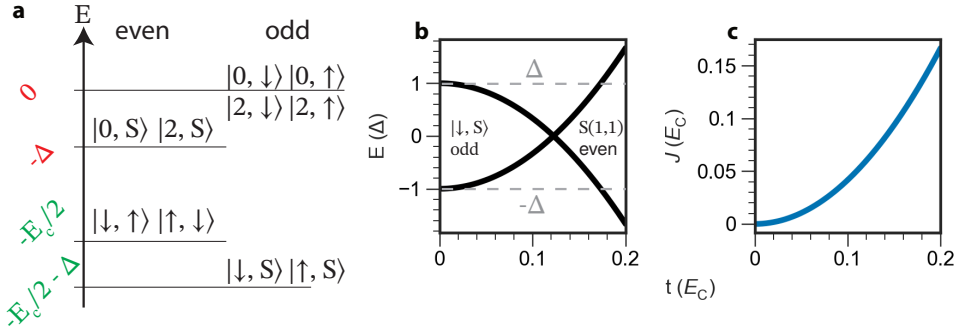 a
E
even
odd
0
|0, ↓⟩ |0, ↑⟩
|2, ↓⟩ |2, ↑⟩
|0, S⟩ |2, S⟩
-Δ
-E_c/2
|↓, ↑⟩ |↑, ↓⟩
|↓, S⟩ |↑, S⟩
-E_c/2 - Δ
b
E (Δ)
1
0
−1
Δ
|↓, S⟩
odd
S(1,1)
even
-Δ
0
0.1
0.2
c
J (E_C)
0.15
0.1
0.05
0
0
0.1
0.2
t (E_C)